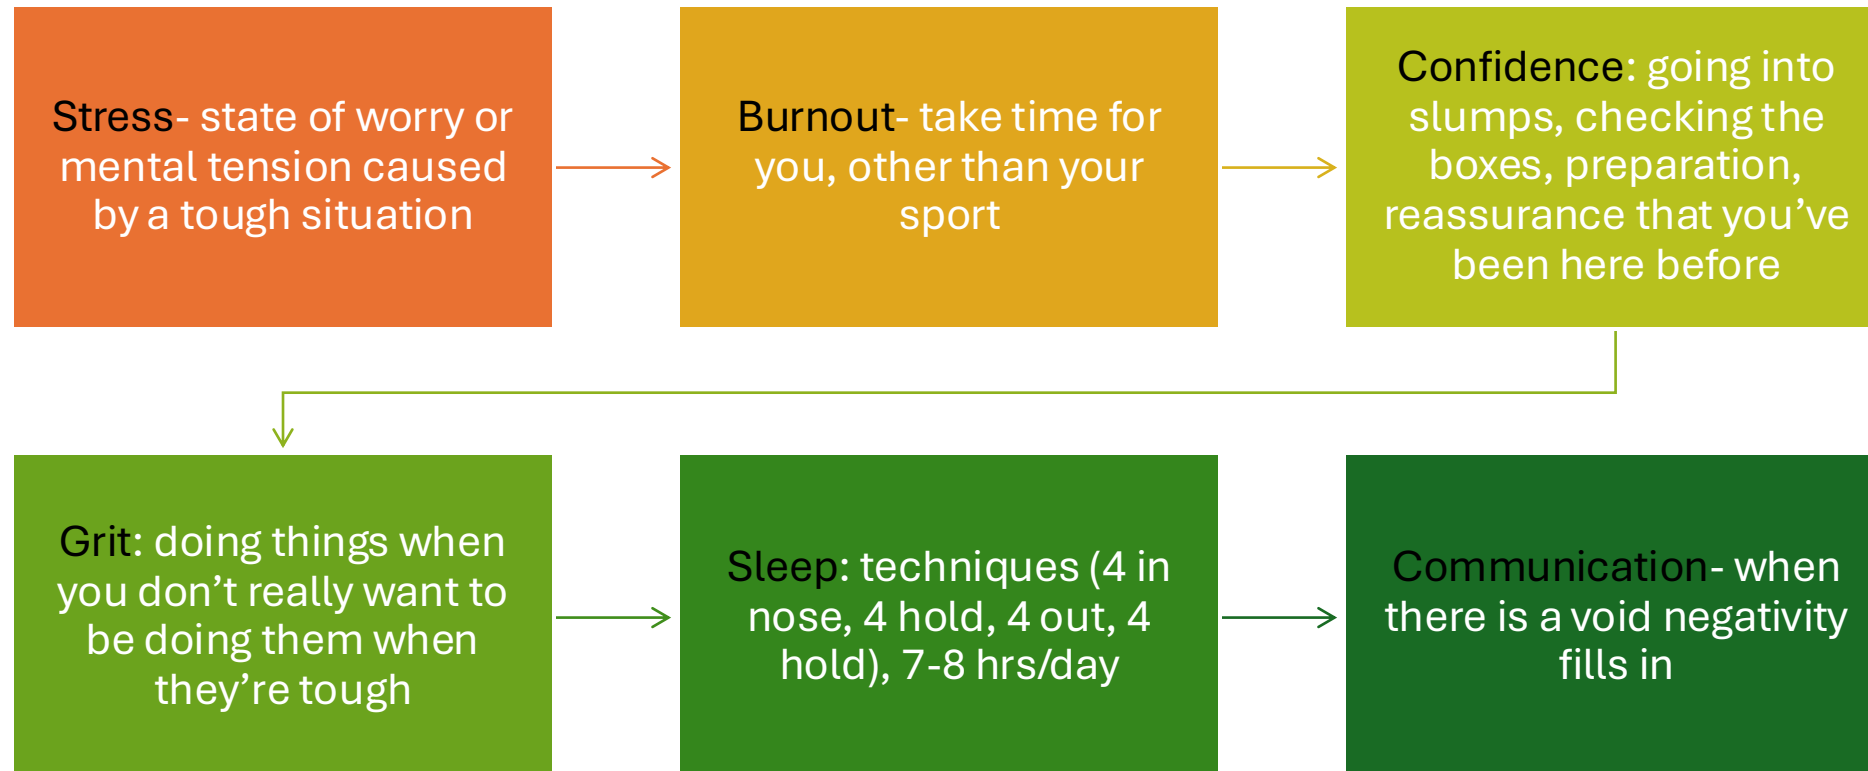 Stress- state of worry or
mental tension caused
by a tough situation
Burnout- take time for
you, other than your
sport
Confidence: going into
slumps, checking the
boxes, preparation,
reassurance that you’ve
been here before
Grit: doing things when
you don’t really want to
be doing them when
they’re tough
Sleep: techniques (4 in
nose, 4 hold, 4 out, 4
hold), 7-8 hrs/day
Communication- when
there is a void negativity
fills in